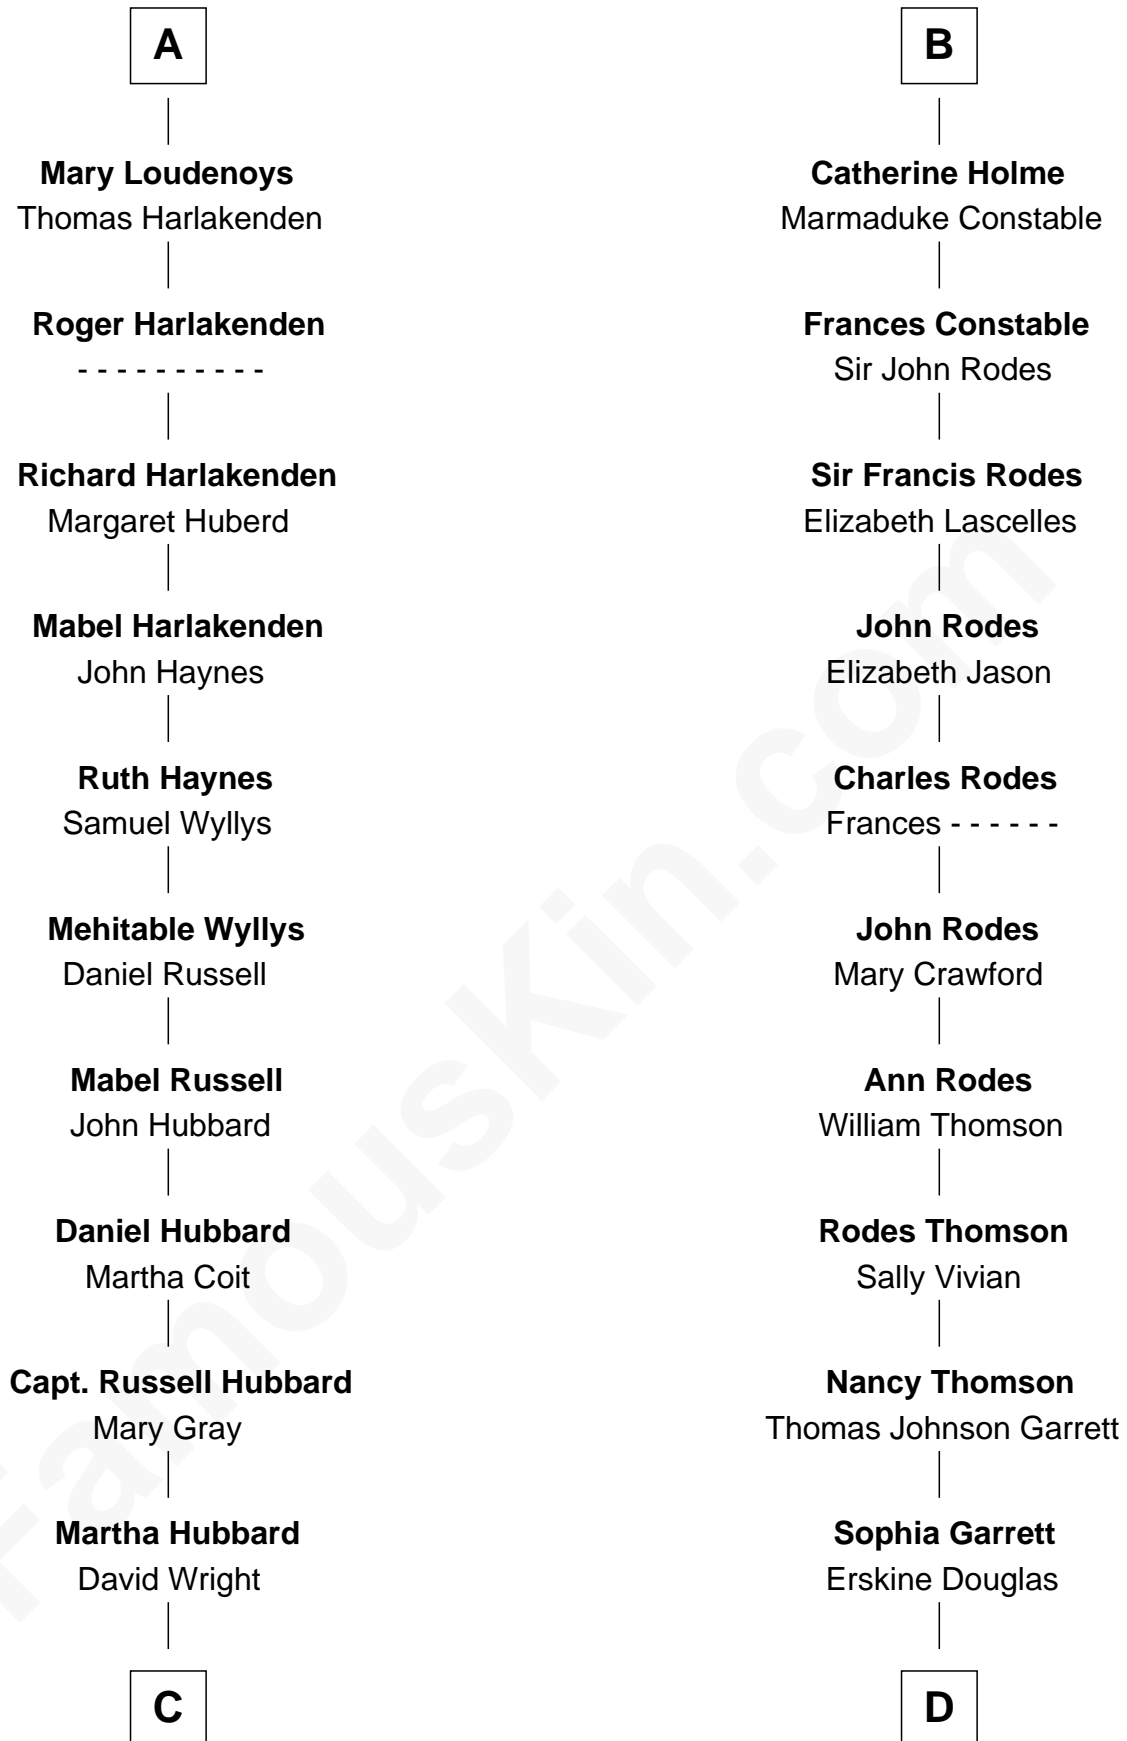 A
Mary Loudenoys
Thomas Harlakenden
Roger Harlakenden
- - - - - - - - - -
Richard Harlakenden
Margaret Huberd
Mabel Harlakenden
John Haynes
Ruth Haynes
Samuel Wyllys
Mehitable Wyllys
Daniel Russell
Mabel Russell
John Hubbard
Daniel Hubbard
Martha Coit
Capt. Russell Hubbard
Mary Gray
Martha Hubbard
David Wright
C
B
Catherine Holme
Marmaduke Constable
Frances Constable
Sir John Rodes
Sir Francis Rodes
Elizabeth Lascelles
John Rodes
Elizabeth Jason
Charles Rodes
Frances - - - - - -
John Rodes
Mary Crawford
Ann Rodes
William Thomson
Rodes Thomson
Sally Vivian
Nancy Thomson
Thomas Johnson Garrett
Sophia Garrett
Erskine Douglas
D
FamousKin.com